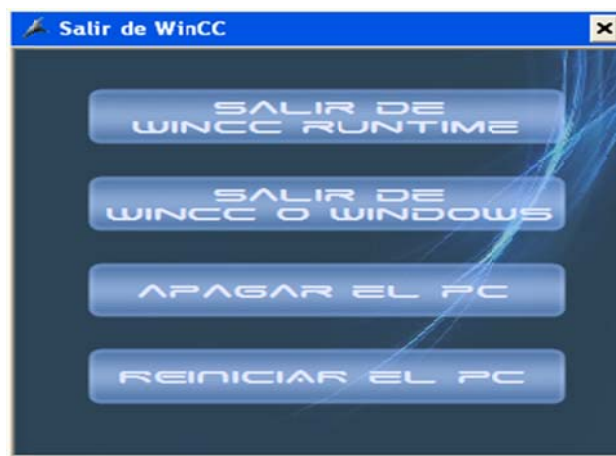 Salir de WinCC
SALIR DE
WINCC RUNTIME
SALIR DE
WINCC O WINDOWS
APAGAR EL PC
REINICIAR EL PC